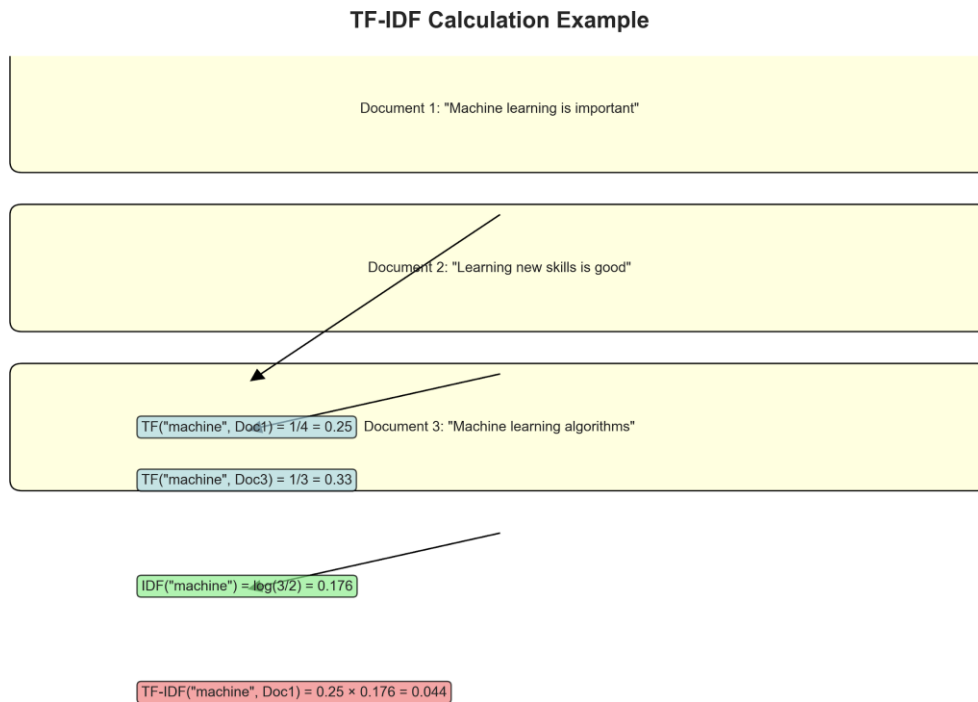 TF-IDF Calculation Example
Document 1: "Machine learning is important"
Document 2: "Learning new skills is good"
TF("machine", Doc1) = 1/4 = 0.25
Document 3: "Machine learning algorithms"
TF("machine", Doc3) = 1/3 = 0.33
IDF("machine") = log(3/2) = 0.176
TF-IDF("machine", Doc1) = 0.25 × 0.176 = 0.044